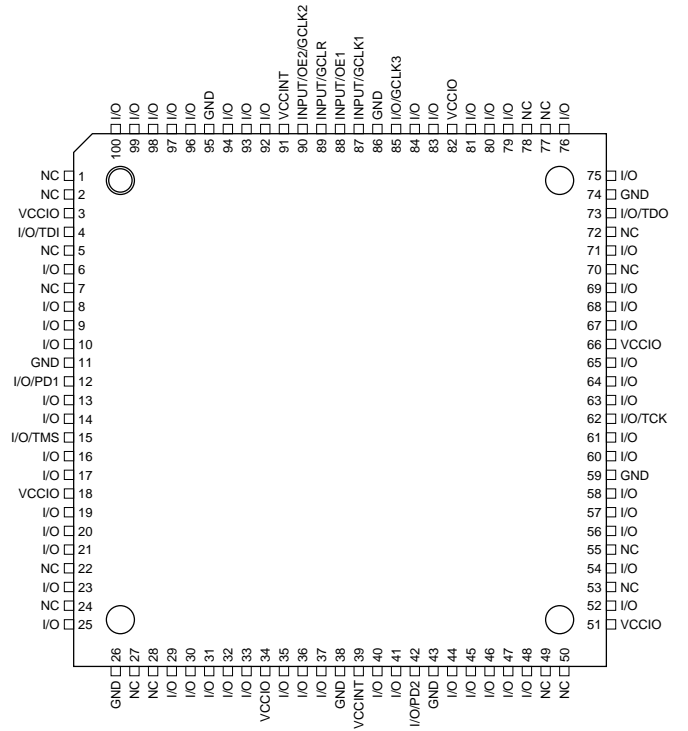 I/O 100
I/O 99
I/O 98
I/O 97
I/O 96
GND 95
I/O 94
I/O 93
I/O 92
VCCINT 91
INPUT/OE2/GCLK2 90
INPUT/GCLR 89
INPUT/OE1 88
INPUT/GCLK1 87
GND 86
I/O/GCLK3 85
I/O 84
I/O 83
VCCIO 82
I/O 81
I/O 80
I/O 79
NC 78
NC 77
I/O 76
NC 1
NC 2
VCCIO 3
I/O/TDI 4
NC 5
I/O 6
NC 7
I/O 8
I/O 9
I/O 10
GND 11
I/O/PD1 12
I/O 13
I/O 14
I/O/TMS 15
I/O 16
I/O 17
VCCIO 18
I/O 19
I/O 20
I/O 21
NC 22
I/O 23
NC 24
I/O 25
75 I/O
74 GND
73 I/O/TDO
72 NC
71 I/O
70 NC
69 I/O
68 I/O
67 I/O
66 VCCIO
65 I/O
64 I/O
63 I/O
62 I/O/TCK
61 I/O
60 I/O
59 GND
58 I/O
57 I/O
56 I/O
55 NC
54 I/O
53 NC
52 I/O
51 VCCIO
GND 26
NC 27
NC 28
I/O 29
I/O 30
I/O 31
I/O 32
I/O 33
VCCIO 34
I/O 35
I/O 36
I/O 37
GND 38
VCCINT 39
I/O 40
I/O 41
I/O/PD2 42
GND 43
I/O 44
I/O 45
I/O 46
I/O 47
I/O 48
NC 49
NC 50